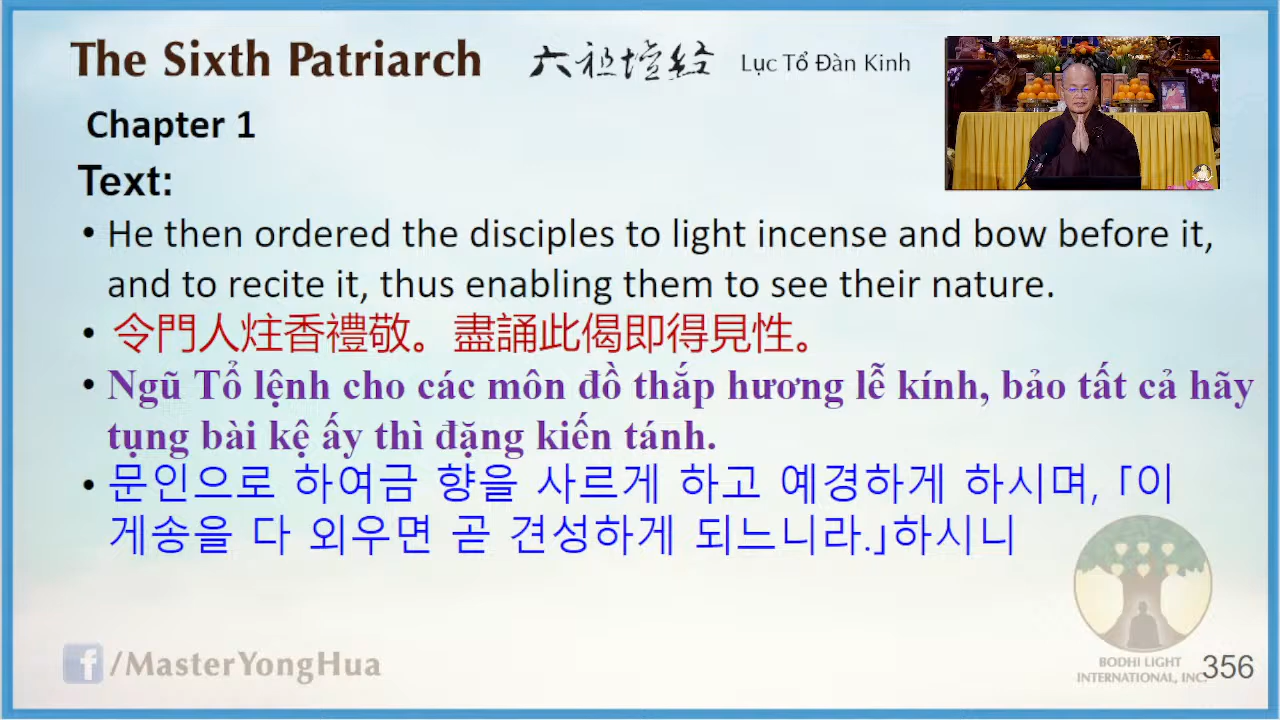 The Sixth Patriarch 六祖壇経 Lục Tổ Đàn Kinh
Chapter 1
Text:
• He then ordered the disciples to light incense and bow before it,
and to recite it, thus enabling them to see their nature.
• 令門人炷香禮敬。盡誦此偈即得見性。
• Ngũ Tổ lệnh cho các môn đồ thắp hương lễ kính, bảo tất cả hãy
tụng bài kệ ấy thì đặng kiến tánh.
• 문인으로 하여금 향을 사르게 하고 예경하게 하시며, 「이
게송을 다 외우면 곧 견성하게 되느니라.」하시니
f/MasterYongHua
BODHI LIGHT
INTERNATIONAL, INC.
356